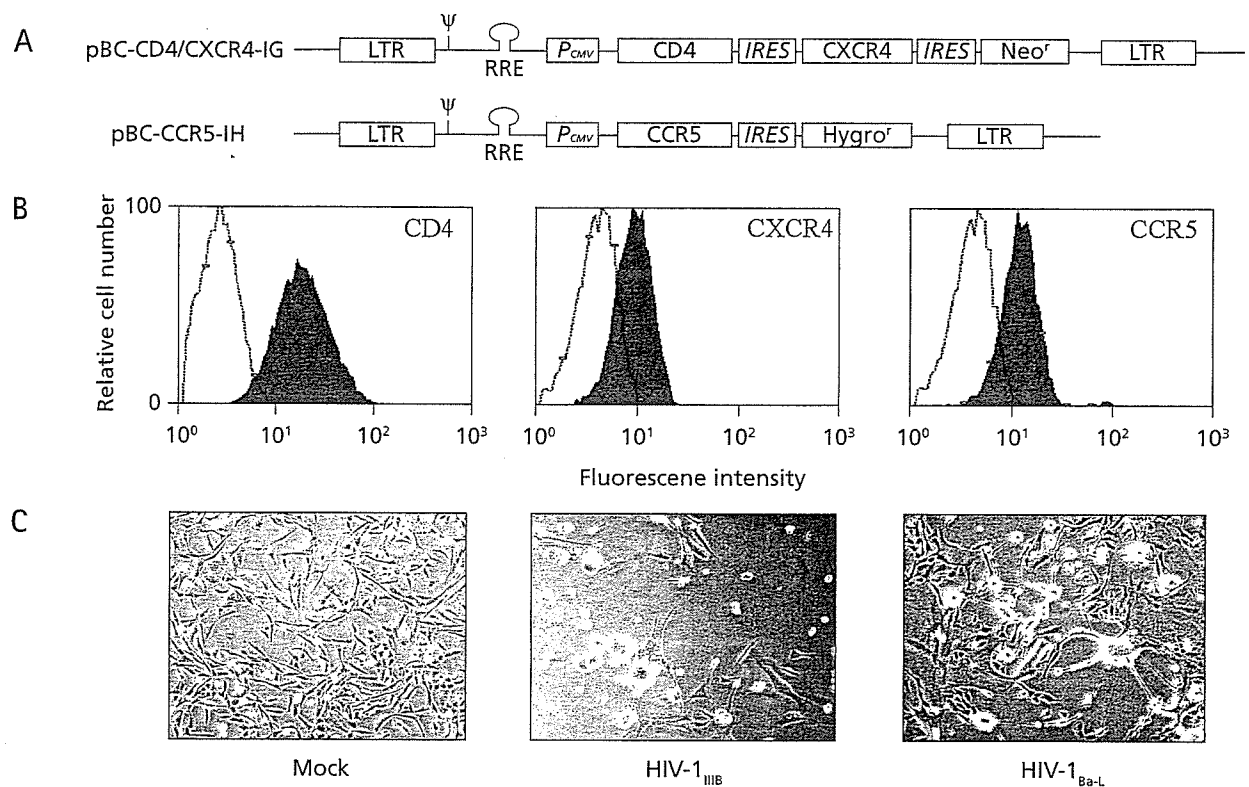 A
pBC-CD4/CXCR4-IG LTR Ψ RRE PCMV CD4 IRES CXCR4 IRES Neoʳ LTR
pBC-CCR5-IH LTR Ψ RRE PCMV CCR5 IRES Hygroʳ LTR
B
Relative cell number
100
0
CD4
CXCR4
CCR5
10⁰ 10¹ 10² 10³
10⁰ 10¹ 10² 10³
10⁰ 10¹ 10² 10³
Fluorescene intensity
C
Mock
HIV-1IIIB
HIV-1Ba-L